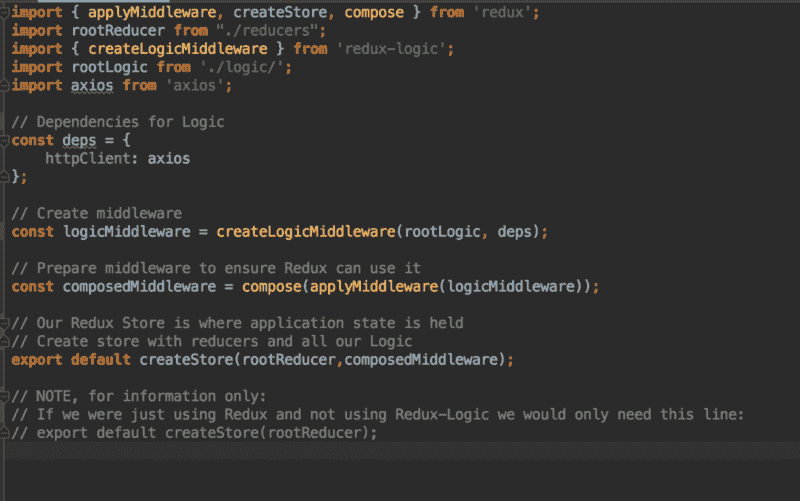 import { applyMiddleware, createStore, compose } from 'redux';
import rootReducer from "./reducers";
import { createLogicMiddleware } from 'redux-logic';
import rootLogic from './logic/';
import axios from 'axios';
// Dependencies for Logic
const deps = {
    httpClient: axios
};
// Create middleware
const logicMiddleware = createLogicMiddleware(rootLogic, deps);
// Prepare middleware to ensure Redux can use it
const composedMiddleware = compose(applyMiddleware(logicMiddleware));
// Our Redux Store is where application state is held
// Create store with reducers and all our Logic
export default createStore(rootReducer,composedMiddleware);
// NOTE, for information only:
// If we were just using Redux and not using Redux-Logic we would only need this line:
// export default createStore(rootReducer);